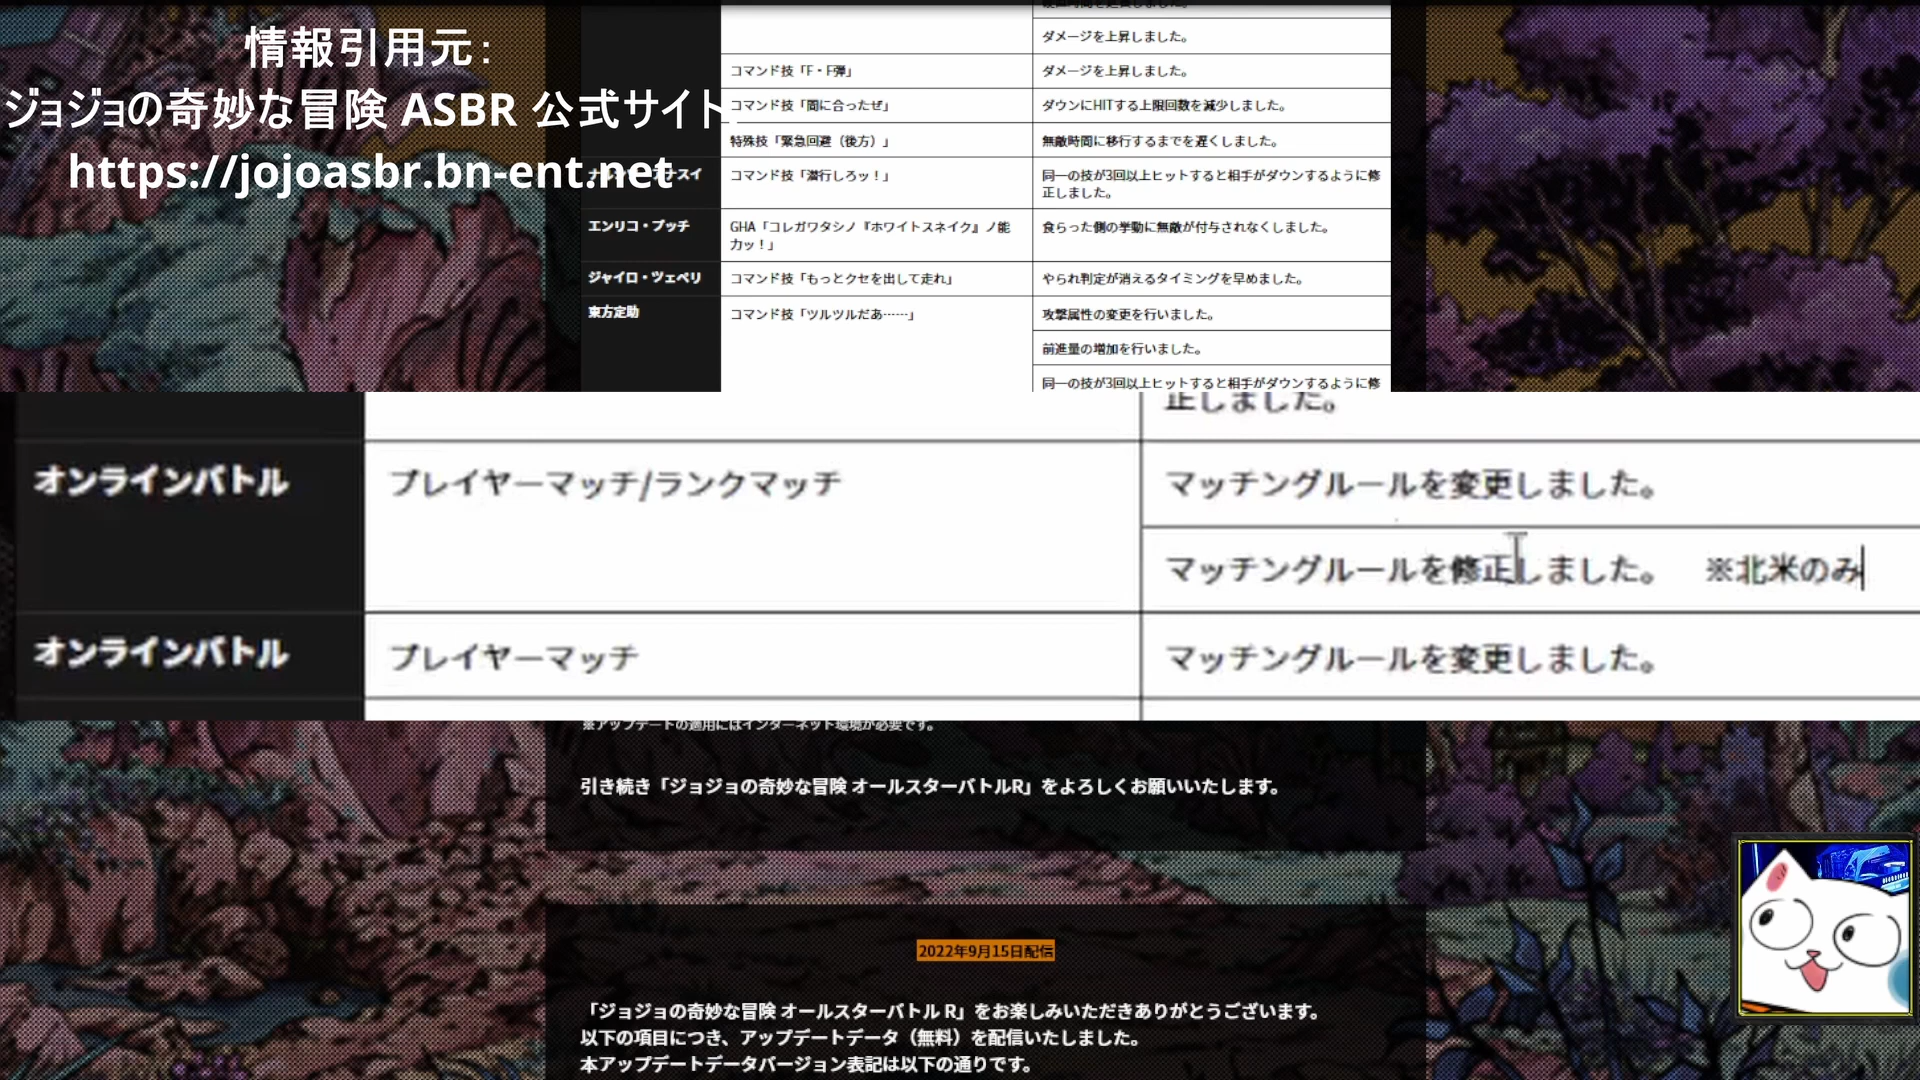 情報引用元:
ジョジョの奇妙な冒険 ASBR 公式サイト
https://jojoasbr.bn-ent.net
ダメージを上昇しました。
コマンド技「F・F弾」
ダメージを上昇しました。
コマンド技「間に合ったぜ」
ダウンにHITする上限回数を減少しました。
特殊技「緊急回避（後方）」
無敵時間に移行するまでを遅くしました。
コマンド技「潜行しろッ！」
同一の技が3回以上ヒットすると相手がダウンするように修
正しました。
エンリコ・プッチ
GHA「コレガワタシノ『ホワイトスネイク』ノ能
力ッ！」
食らった側の挙動に無敵が付与されなくしました。
ジャイロ・ツェペリ
コマンド技「もっとクセを出して走れ」
やられ判定が消えるタイミングを早めました。
東方定助
コマンド技「ツルツルだあ……」
攻撃属性の変更を行いました。
前進量の増加を行いました。
同一の技が3回以上ヒットすると相手がダウンするように修
正しました。
オンラインバトル
プレイヤーマッチ/ランクマッチ
マッチングルールを変更しました。
マッチングルールを修正しました。　※北米のみ
オンラインバトル
プレイヤーマッチ
マッチングルールを変更しました。
※アップデートの適用にはインターネット環境が必要です。
引き続き「ジョジョの奇妙な冒険 オールスターバトルR」をよろしくお願いいたします。
2022年9月15日配信
「ジョジョの奇妙な冒険 オールスターバトル R」をお楽しみいただきありがとうございます。
以下の項目につき、アップデートデータ（無料）を配信いたしました。
本アップデートデータバージョン表記は以下の通りです。